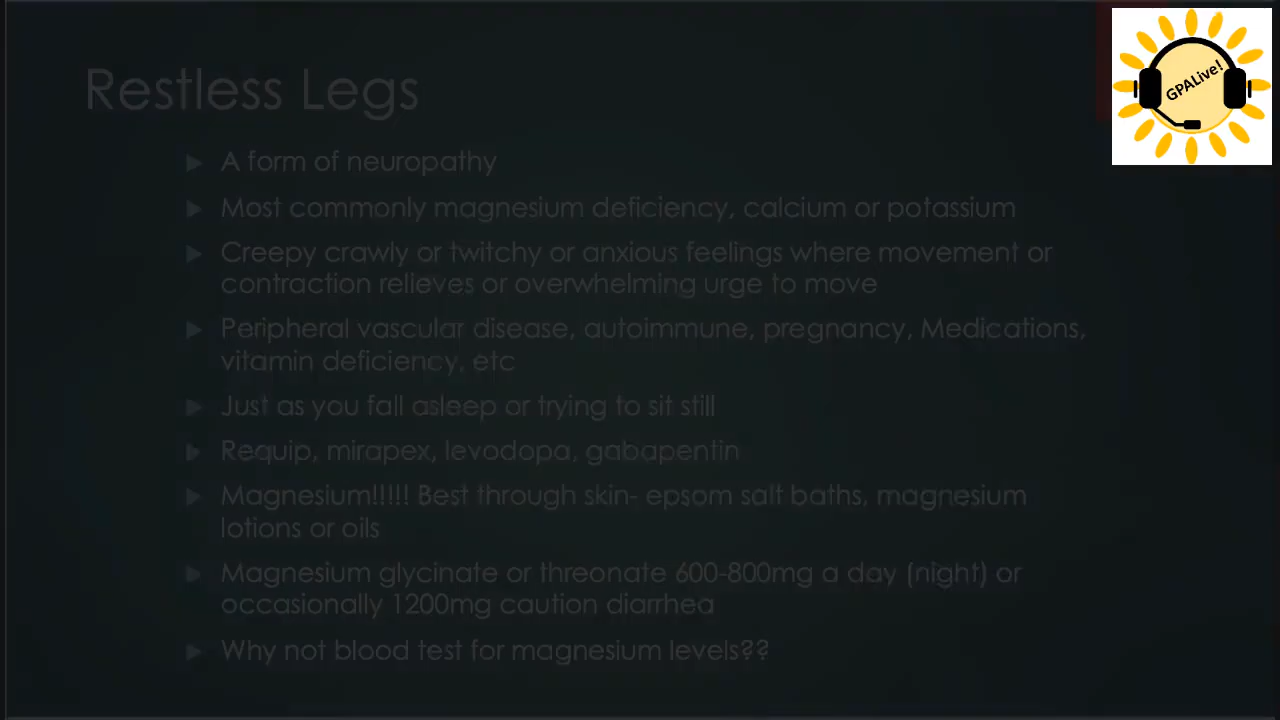 Restless Legs
GPALive!
A form of neuropathy
Most commonly magnesium deficiency, calcium or potassium
Creepy crawly or twitchy or anxious feelings where movement or
contraction relieves or overwhelming urge to move
Peripheral vascular disease, autoimmune, pregnancy, Medications,
vitamin deficiency, etc
Just as you fall asleep or trying to sit still
Requip, mirapex, levodopa, gabapentin
Magnesium!!!!! Best through skin- epsom salt baths, magnesium
lotions or oils
Magnesium glycinate or threonate 600-800mg a day (night) or
occasionally 1200mg caution diarrhea
Why not blood test for magnesium levels??